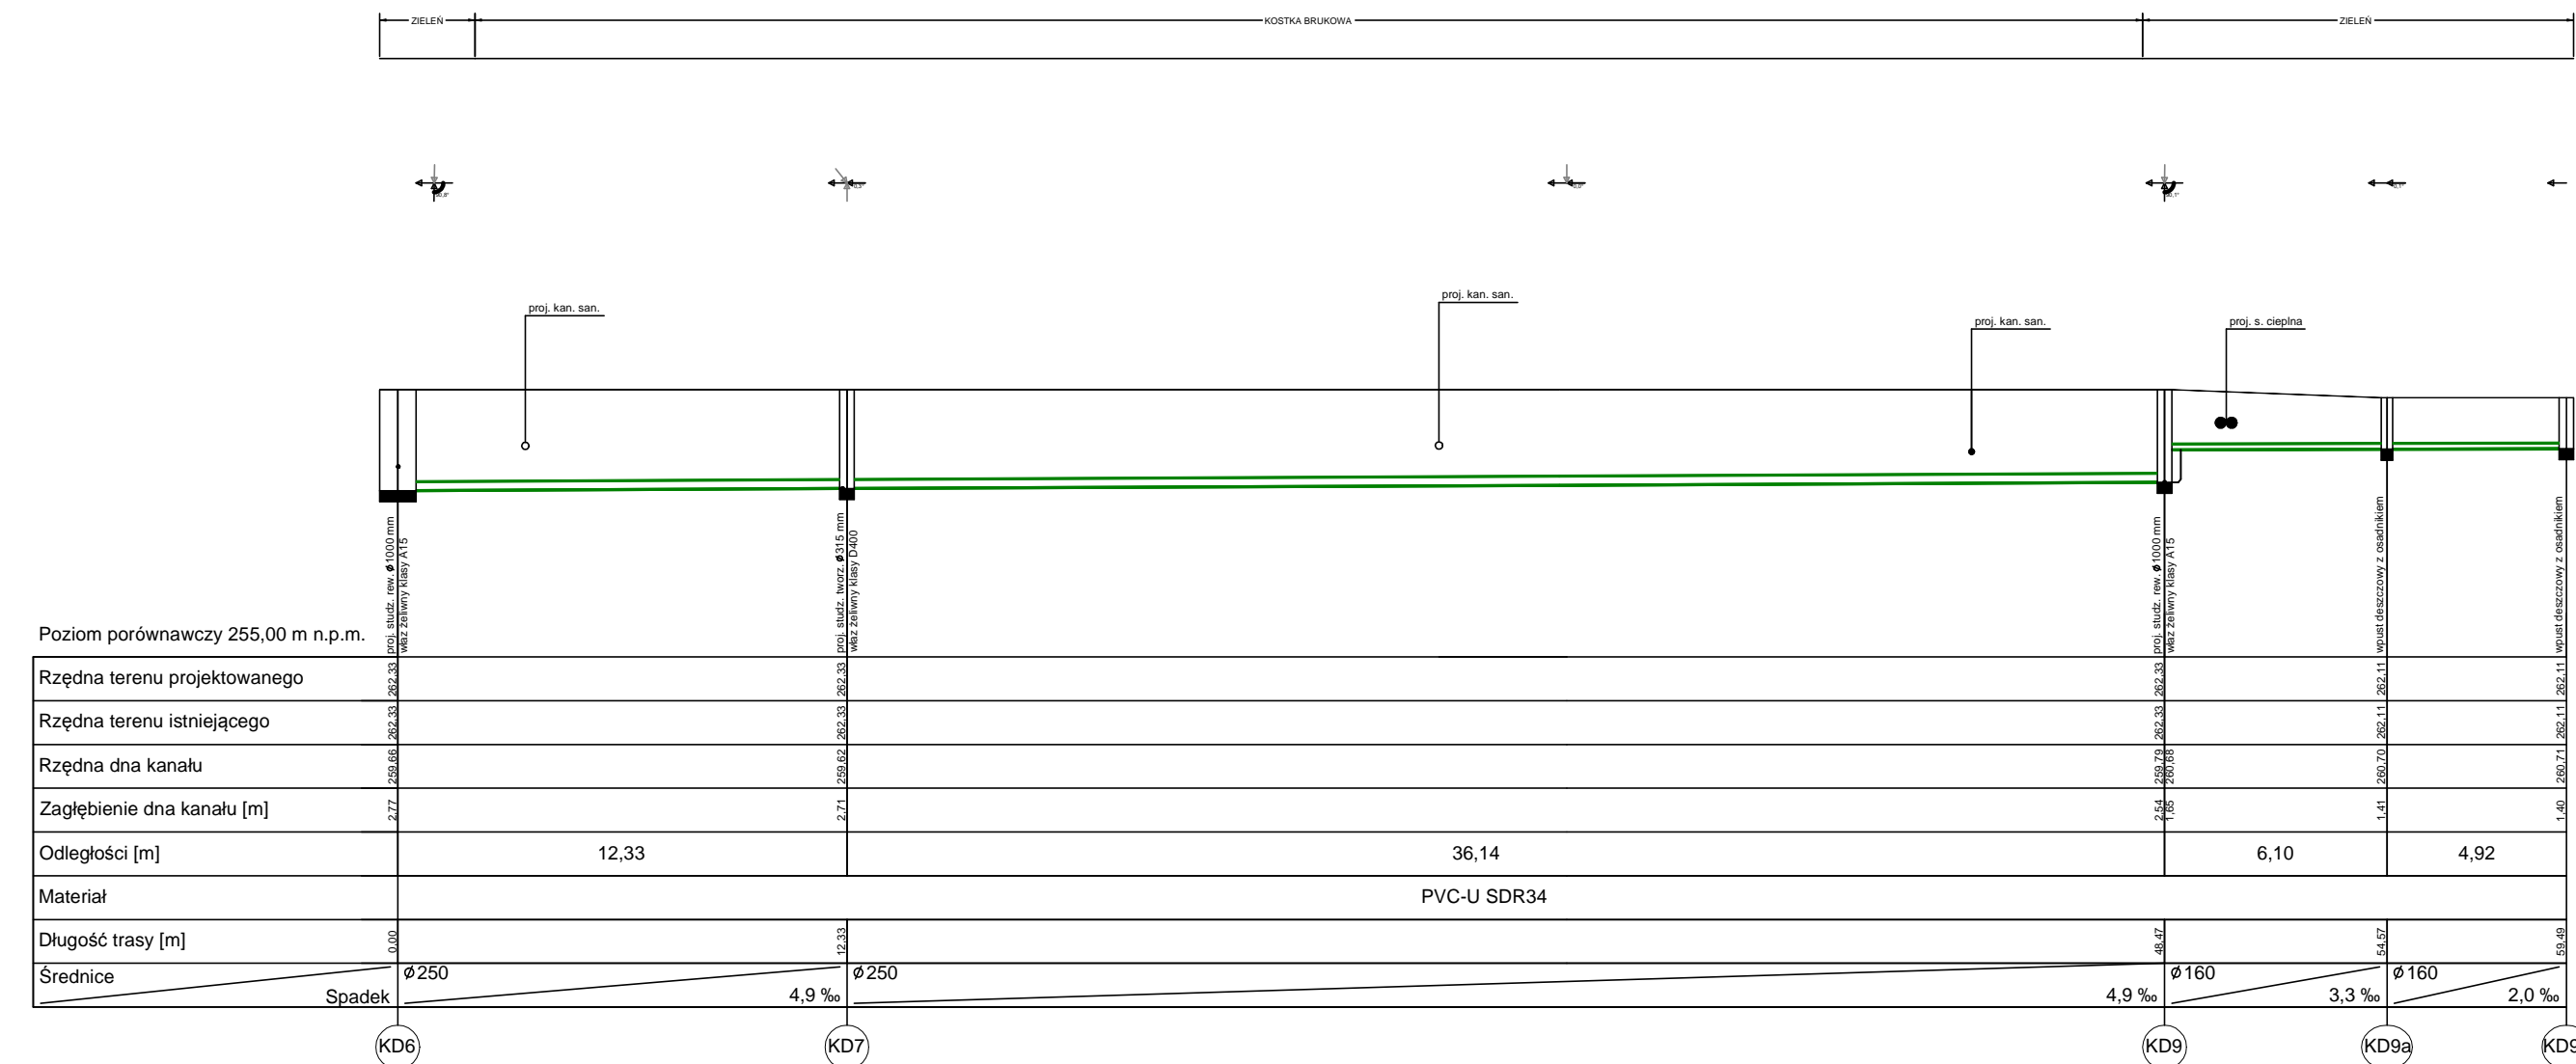 ZIELEŃ KOSTKA BRUKOWA ZIELEŃ
proj. kan. san.
proj. kan. san.
proj. kan. san.
proj. s. cieplna
proj. studz. rew. ø1000 mm
właz żeliwny klasy A15
proj. studz. tworz. ø315 mm
właz żeliwny klasy D400
proj. studz. rew. ø1000 mm
właz żeliwny klasy A15
wpust deszczowy z osadnikiem
wpust deszczowy z osadnikiem
Poziom porównawczy 255,00 m n.p.m.
Rzędna terenu projektowanego 262,33 262,33 262,33 262,11 262,11
Rzędna terenu istniejącego 262,33 262,33 262,33 262,11 262,11
Rzędna dna kanału 259,66 259,62 259,79 260,68 260,70 260,71
Zagłębienie dna kanału [m] 2,77 2,71 2,54 1,65 1,41 1,40
Odległości [m] 12,33 36,14 6,10 4,92
Materiał PVC-U SDR34
Długość trasy [m] 0,00 12,33 48,47 54,57 59,49
Średnice ø250 ø250 ø160 ø160
Spadek 4,9 ‰ 4,9 ‰ 3,3 ‰ 2,0 ‰
KD6 KD7 KD9 KD9a